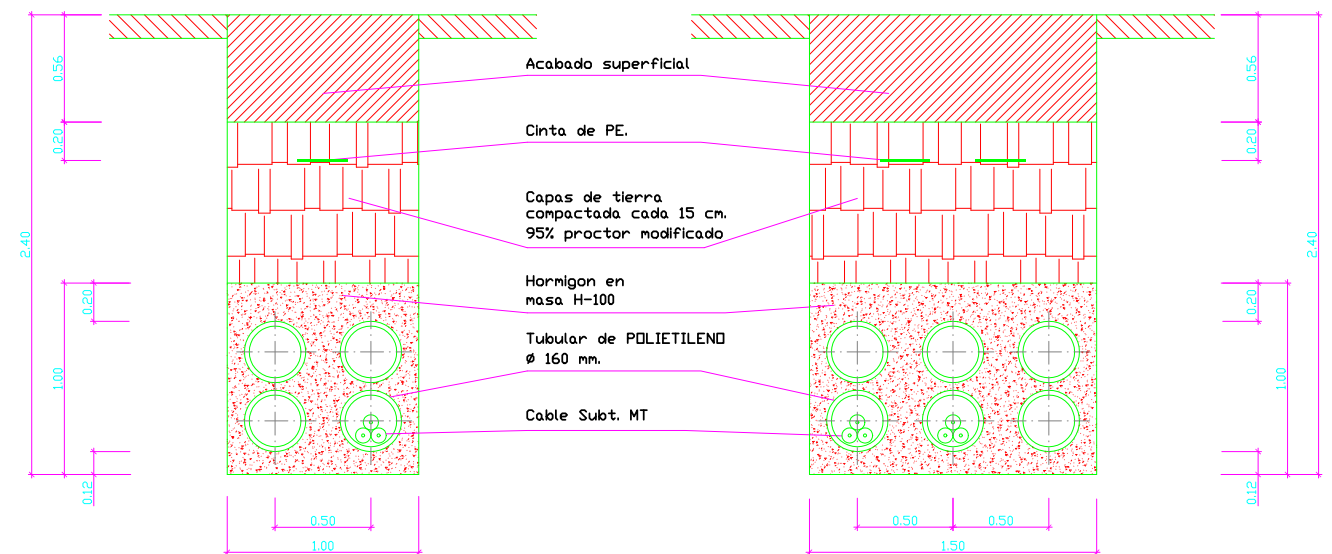 Acabado superficial
Cinta de PE.
Capas de tierra
compactada cada 15 cm.
95% proctor modificado
Hormigon en
masa H-100
Tubular de POLIETILENO
Ø 160 mm.
Cable Subt. MT
2.40
0.56
0.20
0.20
1.00
0.12
0.50
1.00
0.56
0.20
2.40
0.20
1.00
0.12
0.50
0.50
1.50